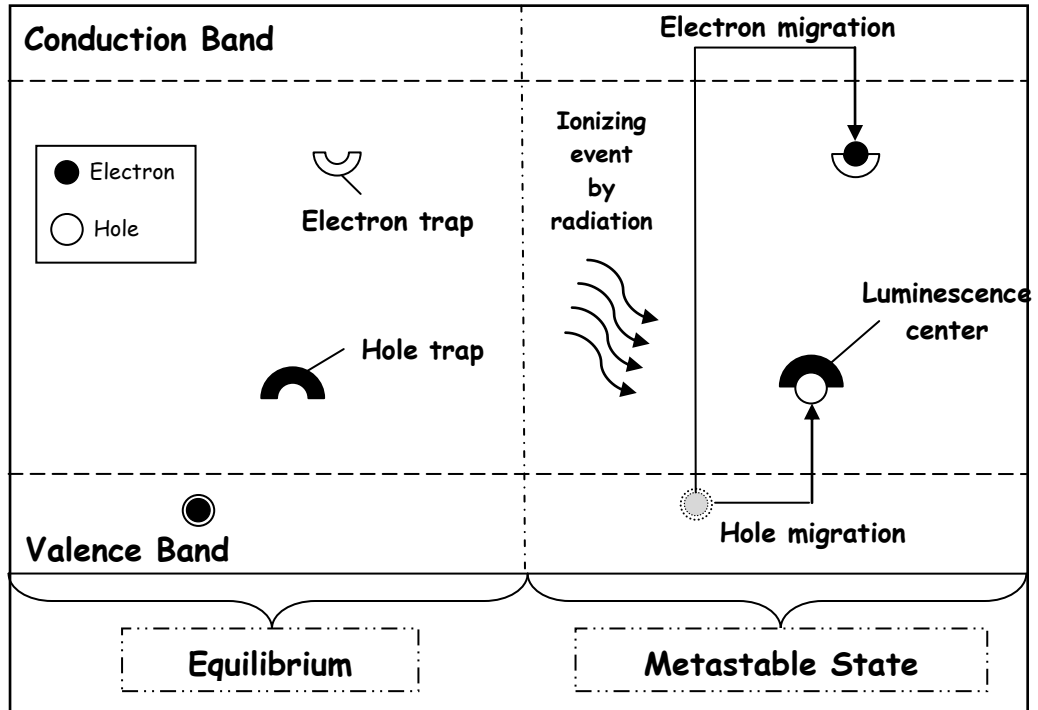 Conduction Band
Electron
Hole
Electron trap
Hole trap
Valence Band
Equilibrium
Electron migration
Ionizing
event
by
radiation
Luminescence
center
Hole migration
Metastable State